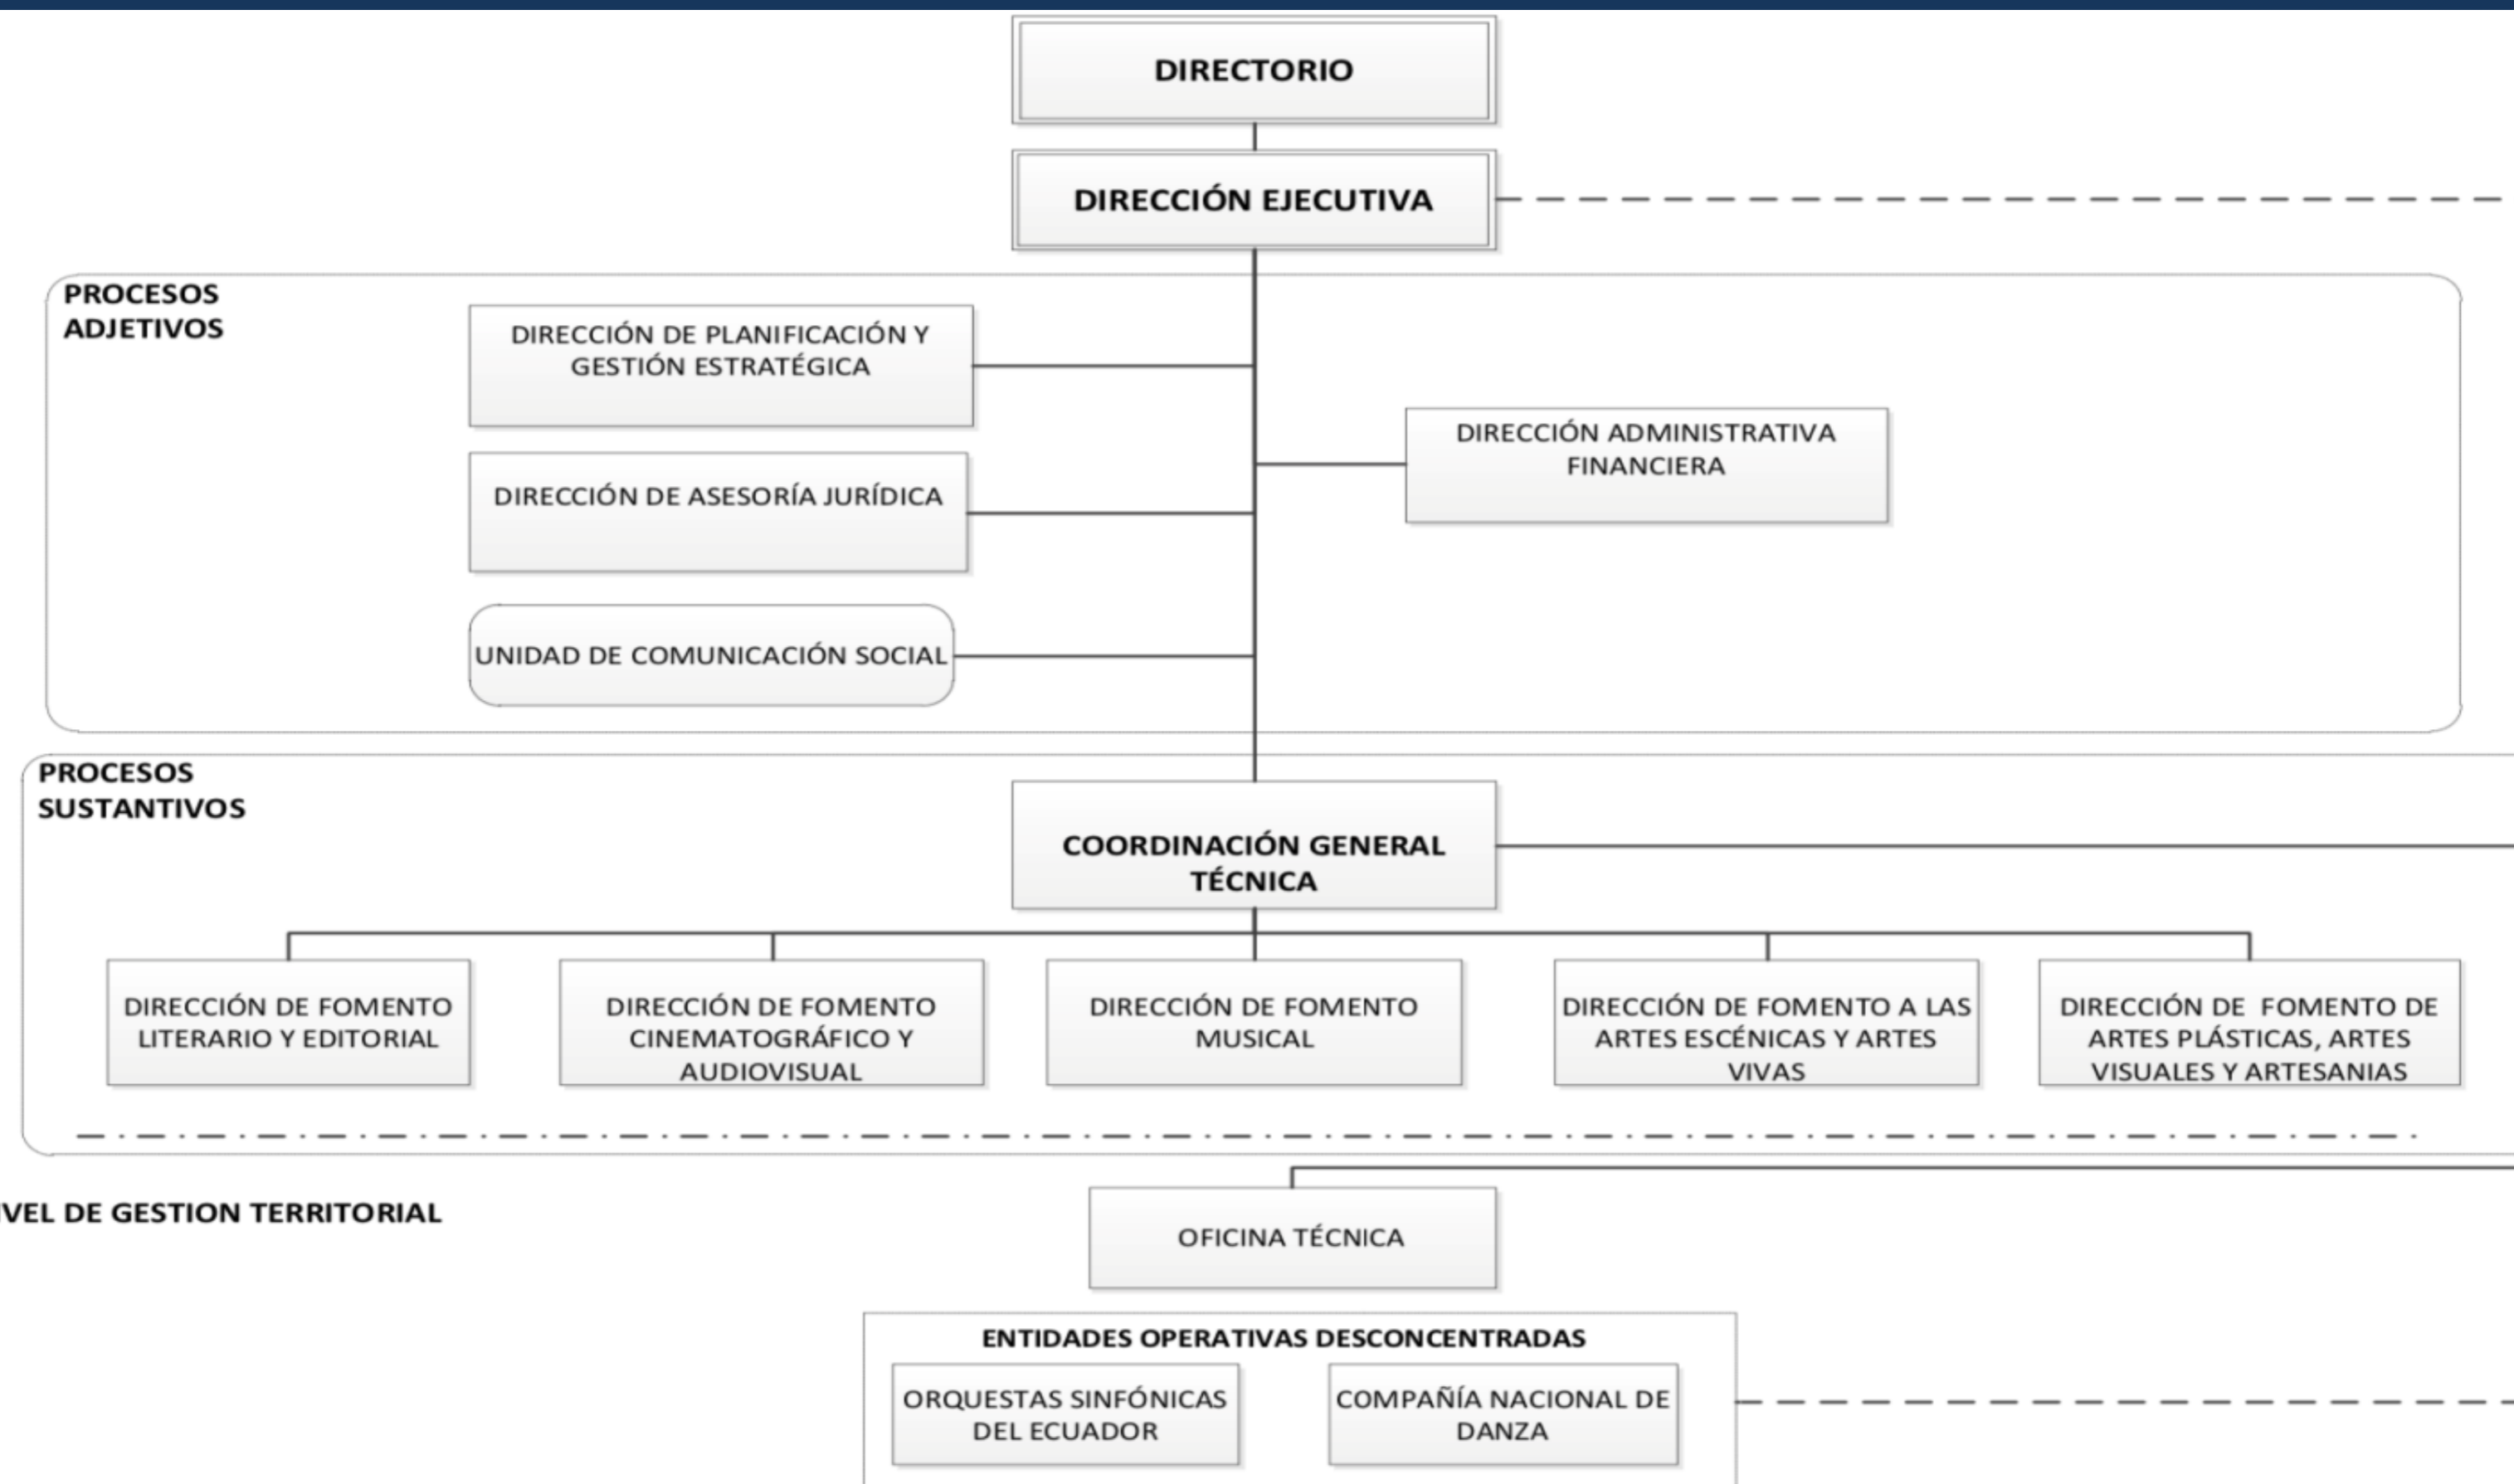 DIRECTORIO
DIRECCIÓN EJECUTIVA
PROCESOS
ADJETIVOS
DIRECCIÓN DE PLANIFICACIÓN Y
GESTIÓN ESTRATÉGICA
DIRECCIÓN ADMINISTRATIVA
FINANCIERA
DIRECCIÓN DE ASESORÍA JURÍDICA
UNIDAD DE COMUNICACIÓN SOCIAL
PROCESOS
SUSTANTIVOS
COORDINACIÓN GENERAL
TÉCNICA
DIRECCIÓN DE FOMENTO
LITERARIO Y EDITORIAL
DIRECCIÓN DE FOMENTO
CINEMATOGRÁFICO Y
AUDIOVISUAL
DIRECCIÓN DE FOMENTO
MUSICAL
DIRECCIÓN DE FOMENTO A LAS
ARTES ESCÉNICAS Y ARTES
VIVAS
DIRECCIÓN DE FOMENTO DE
ARTES PLÁSTICAS, ARTES
VISUALES Y ARTESANIAS
VEL DE GESTION TERRITORIAL
OFICINA TÉCNICA
ENTIDADES OPERATIVAS DESCONCENTRADAS
ORQUESTAS SINFÓNICAS
DEL ECUADOR
COMPAÑÍA NACIONAL DE
DANZA